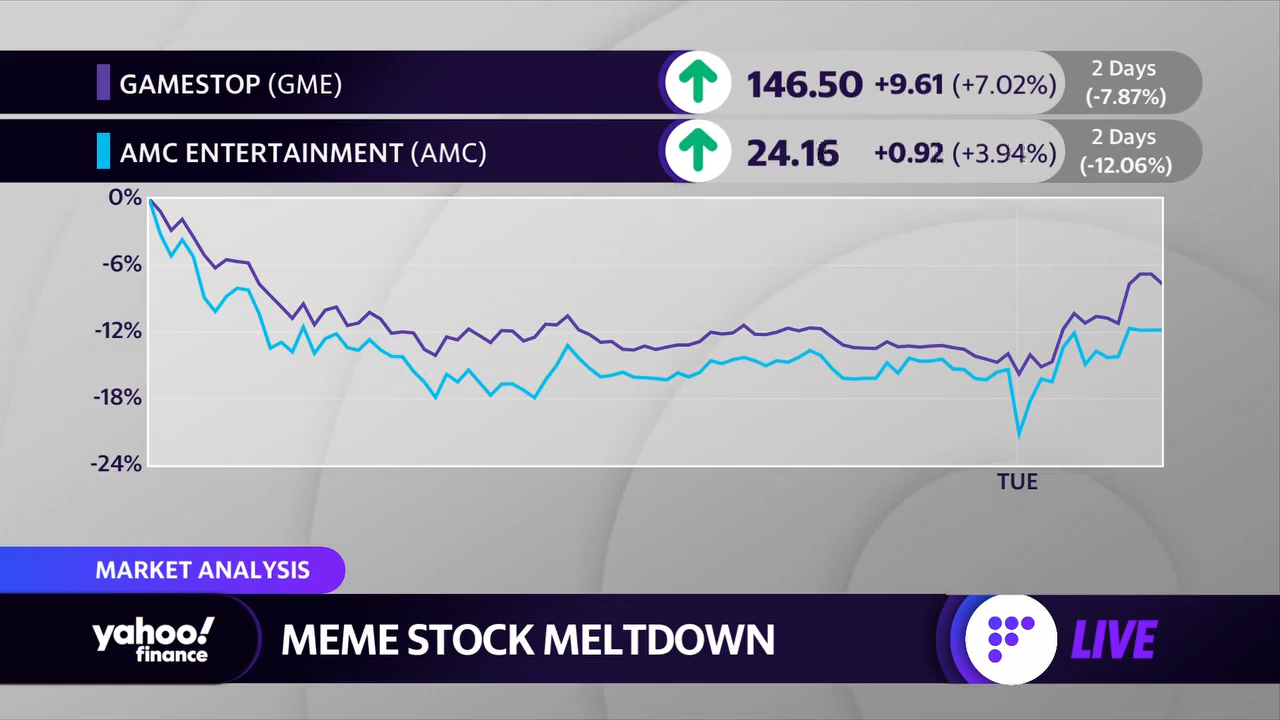 GAMESTOP (GME) 146.50 +9.61 (+7.02%) 2 Days (-7.87%)
AMC ENTERTAINMENT (AMC) 24.16 +0.92 (+3.94%) 2 Days (-12.06%)
0%
-6%
-12%
-18%
-24%
TUE
MARKET ANALYSIS
yahoo! finance MEME STOCK MELTDOWN LIVE